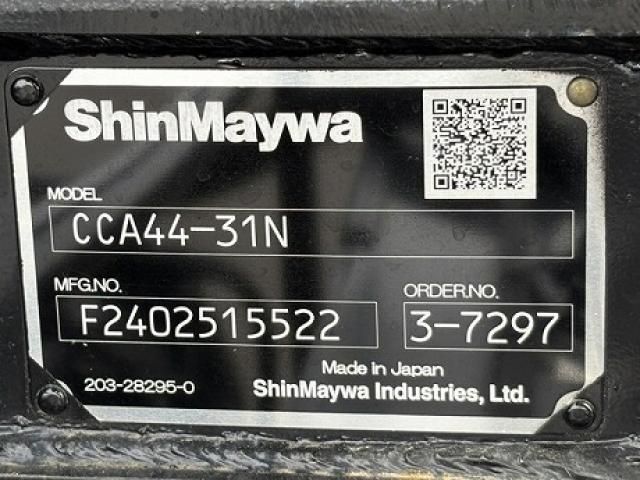 ShinMaywa
MODEL
CCA44-31N
MFG.NO.
ORDER.NO.
F2402515522
3-7297
Made in Japan
203-28295-0
ShinMaywa Industries, Ltd.